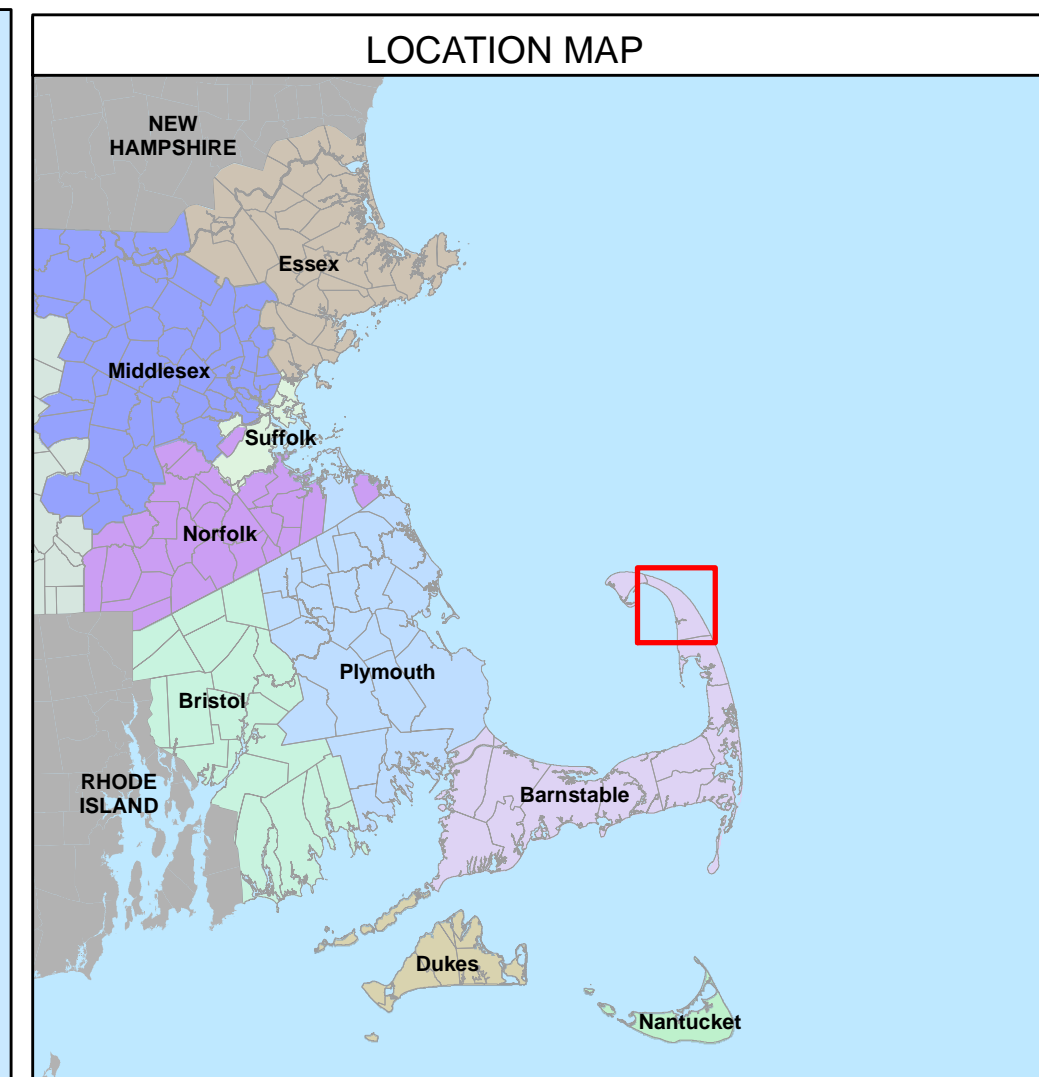 LOCATION MAP
NEW
HAMPSHIRE
Essex
Middlesex
Suffolk
Norfolk
Plymouth
Bristol
RHODE
ISLAND
Barnstable
Dukes
Nantucket